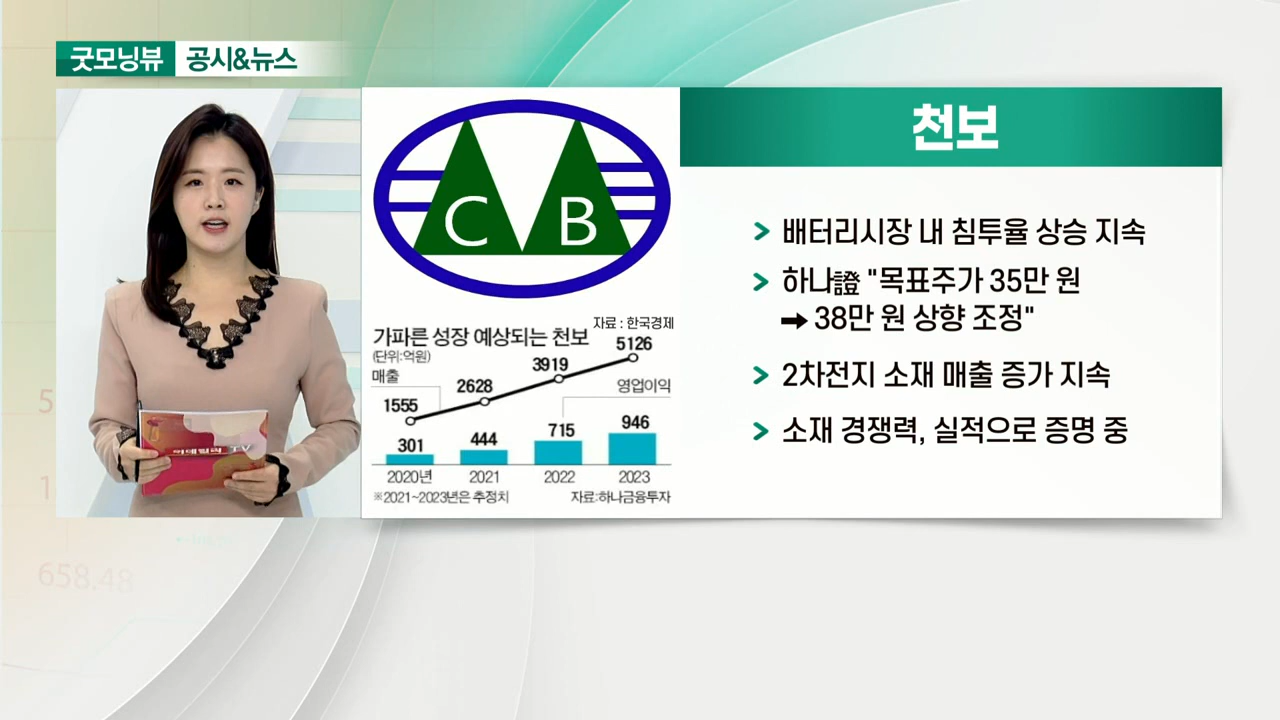 굿모닝뷰 공시&뉴스
천보
C B
> 배터리시장 내 침투율 상승 지속
> 하나證 "목표주가 35만 원
➡ 38만 원 상향 조정"
> 2차전지 소재 매출 증가 지속
> 소재 경쟁력, 실적으로 증명 중
자료 : 한국경제
가파른 성장 예상되는 천보
(단위:억원)
매출
1555 2628 3919 5126
영업이익
301 444 715 946
2020년 2021 2022 2023
※2021~2023년은 추정치 자료:하나금융투자
이데일리 TV
658.48